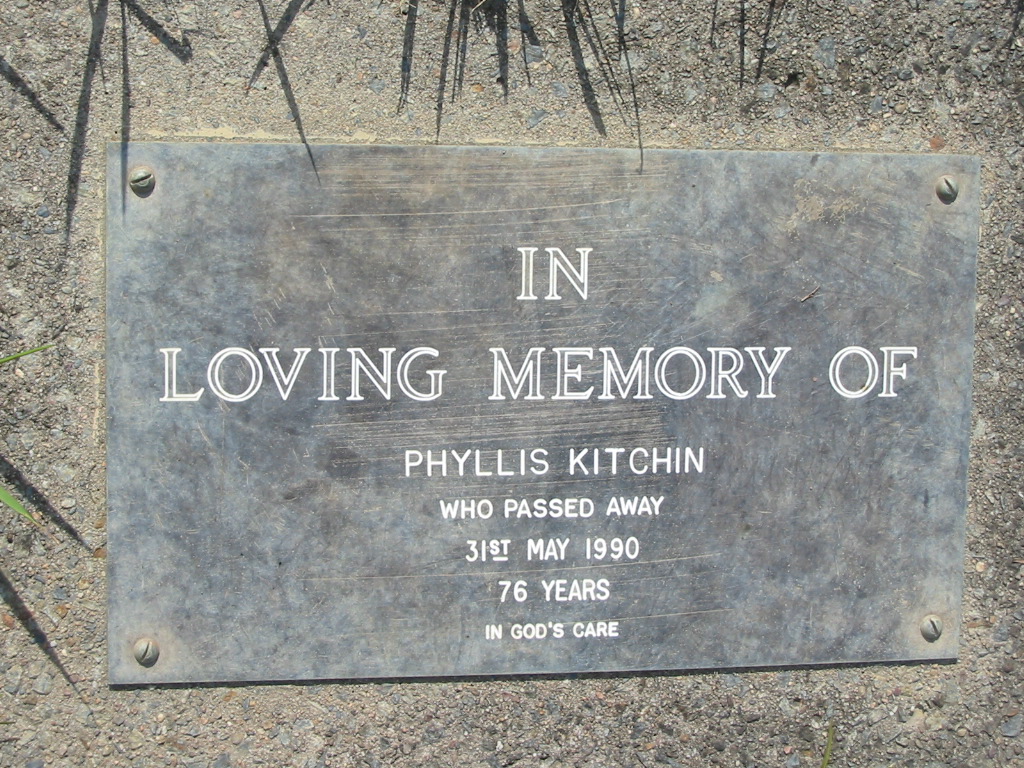 IN
LOVING MEMORY OF
PHYLLIS KITCHIN
WHO PASSED AWAY
31ST MAY 1990
76 YEARS
IN GOD'S CARE